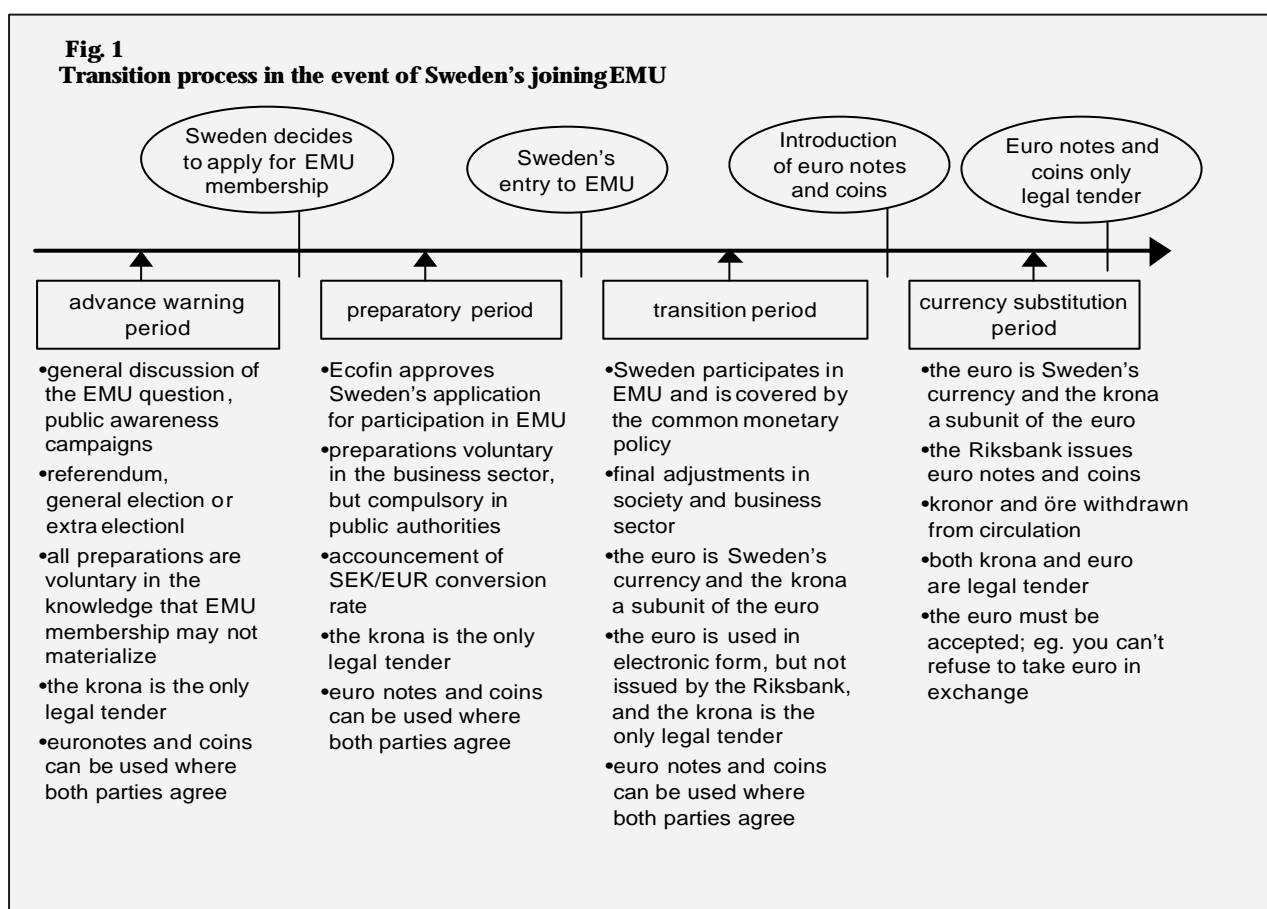 Fig. 1
Transition process in the event of Sweden's joining EMU
Sweden decides
to apply for EMU
membership
Sweden's
entry to EMU
Introduction
of euro notes
and coins
Euro notes and
coins only
legal tender
advance warning
period
preparatory period
transition period
currency substitution
period
•general discussion of
the EMU question,
public awareness
campaigns
•referendum,
general election or
extra electionl
•all preparations are
voluntary in the
knowledge that EMU
membership may not
materialize
•the krona is the only
legal tender
•euronotes and coins
can be used where
both parties agree
•Ecofin approves
Sweden's application
for participation in EMU
•preparations voluntary
in the business sector,
but compulsory in
public authorities
•accouncement of
SEK/EUR conversion
rate
•the krona is the only
legal tender
•euro notes and coins
can be used where
both parties agree
•Sweden participates in
EMU and is covered by
the common monetary
policy
•final adjustments in
society and business
sector
•the euro is Sweden's
currency and the krona
a subunit of the euro
•the euro is used in
electronic form, but not
issued by the Riksbank,
and the krona is the
only legal tender
•euro notes and coins
can be used where
both parties agree
•the euro is Sweden's
currency and the krona
a subunit of the euro
•the Riksbank issues
euro notes and coins
•kronor and öre withdrawn
from circulation
•both krona and euro
are legal tender
•the euro must be
accepted; eg. you can't
refuse to take euro in
exchange